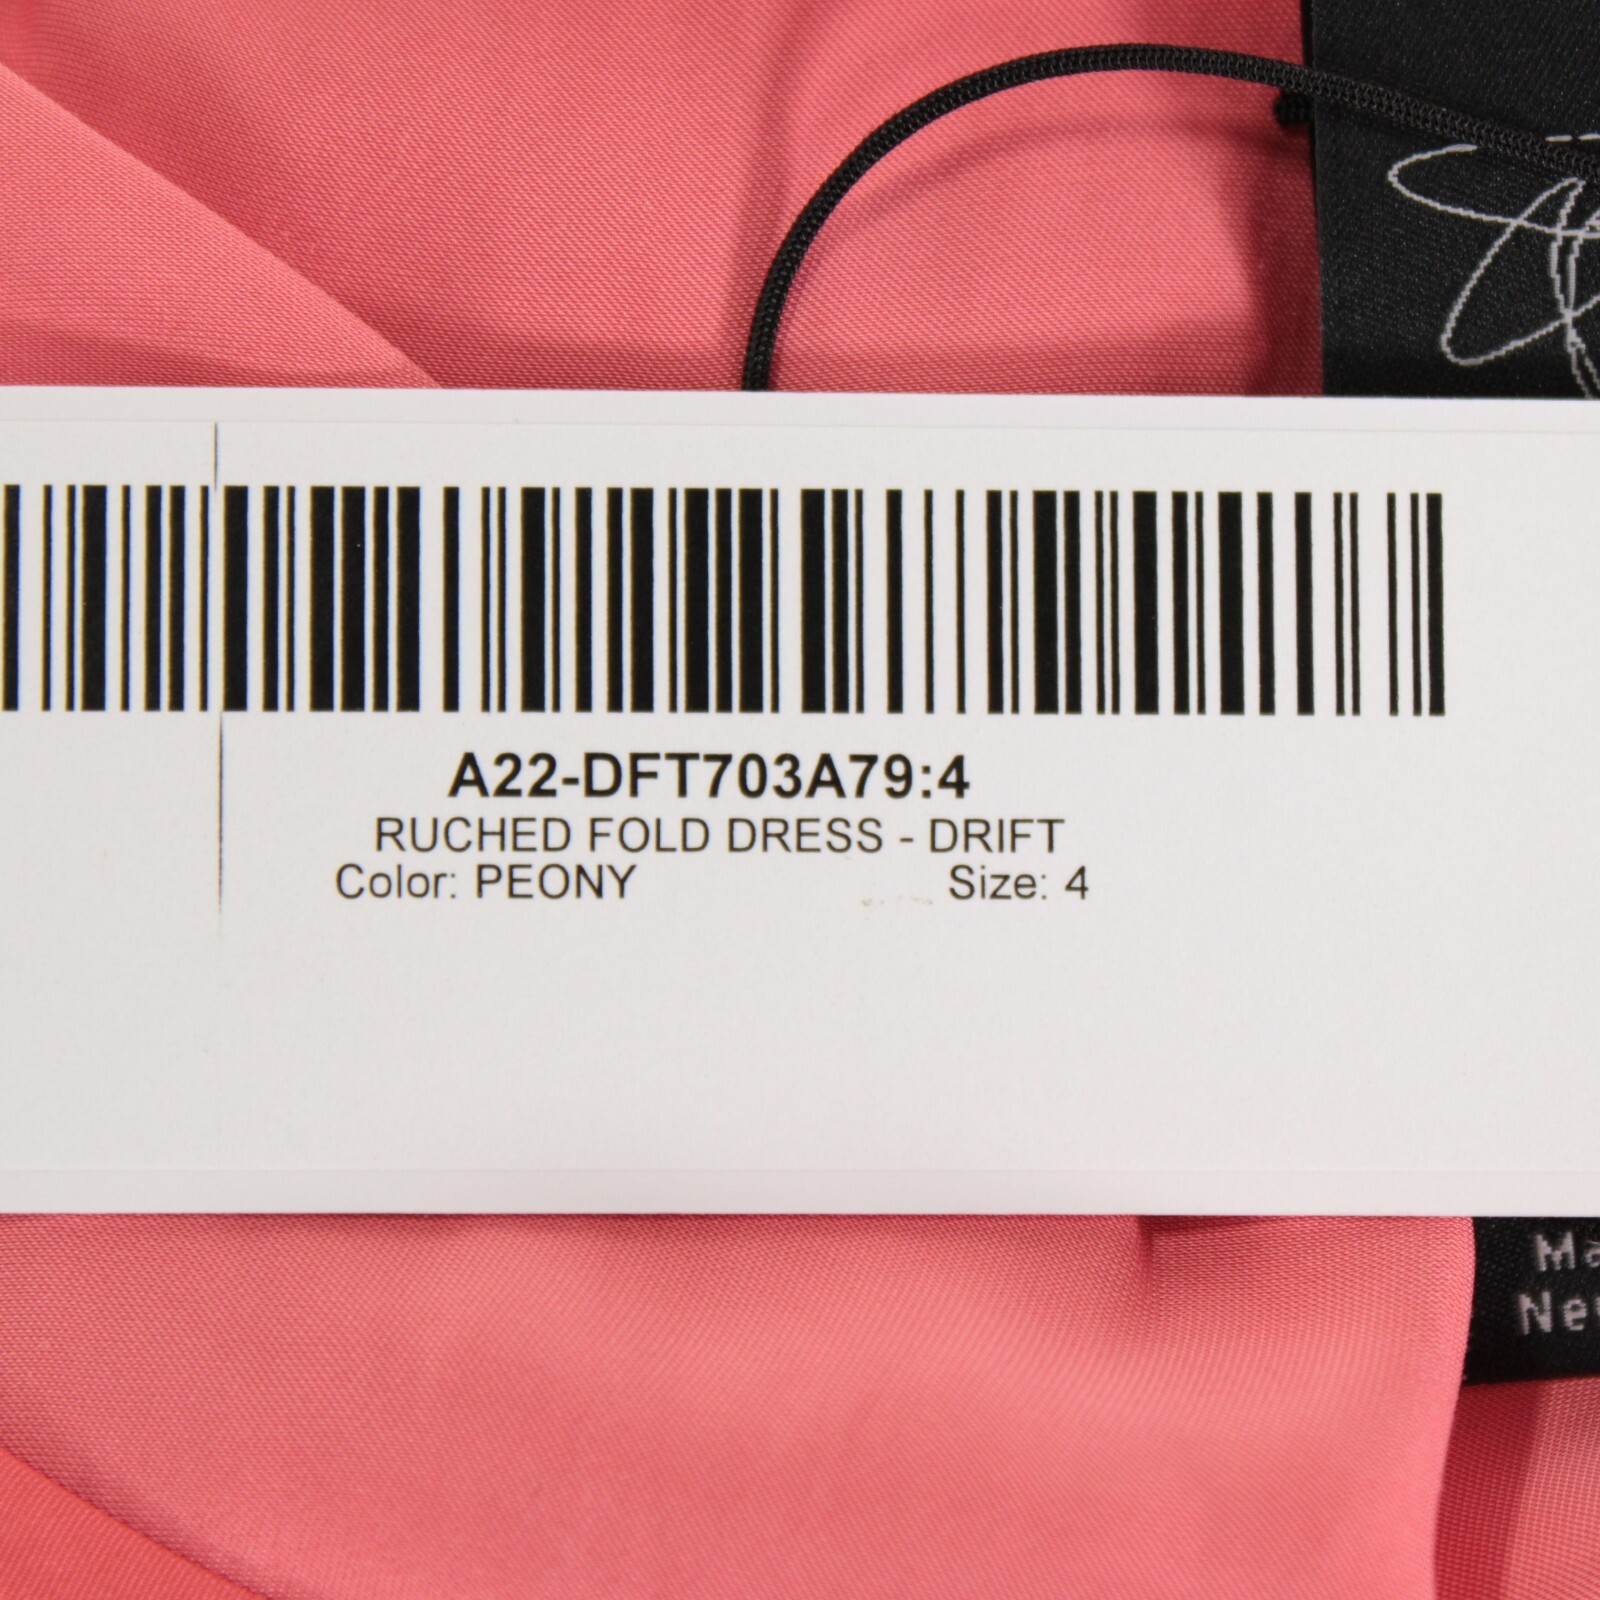 A22-DFT703A79:4
RUCHED FOLD DRESS - DRIFT
Color: PEONY Size: 4